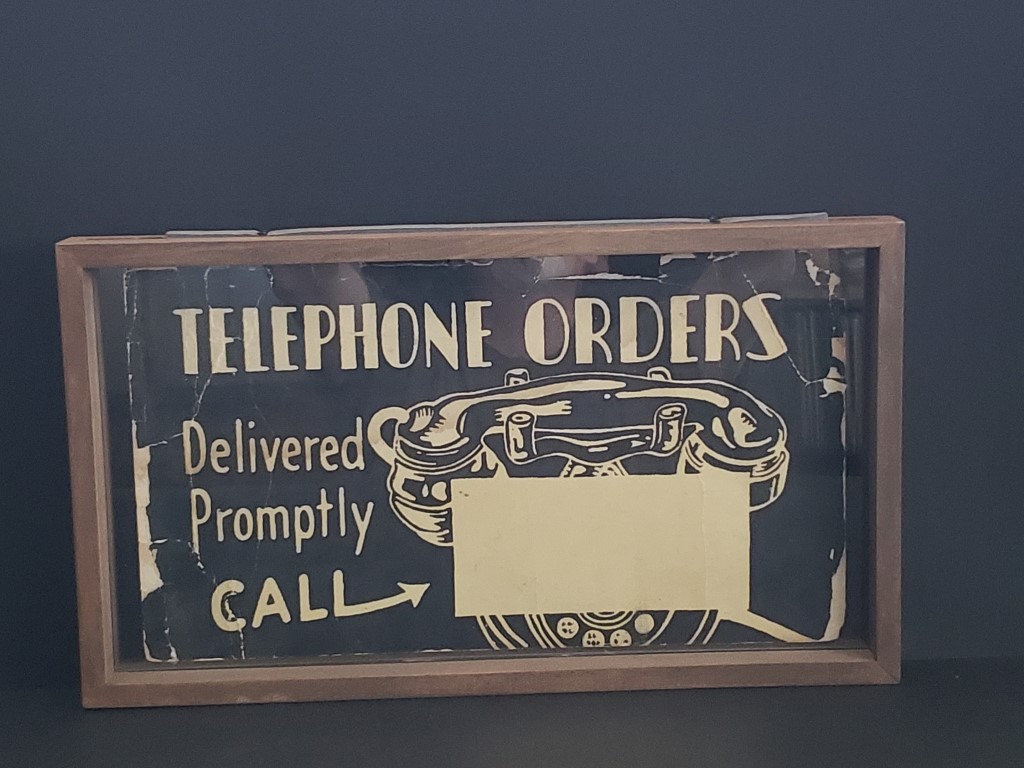 TELEPHONE ORDERS
Delivered
Promptly
CALL